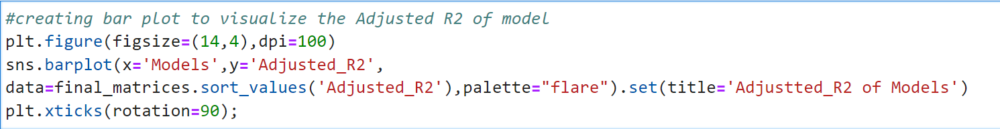 #creating bar plot to visualize the Adjusted R2 of model
plt.figure(figsize=(14,4),dpi=100)
sns.barplot(x='Models',y='Adjusted_R2',
data=final_matrices.sort_values('Adjusted_R2'),palette="flare").set(title='Adjustted_R2 of Models')
plt.xticks(rotation=90);